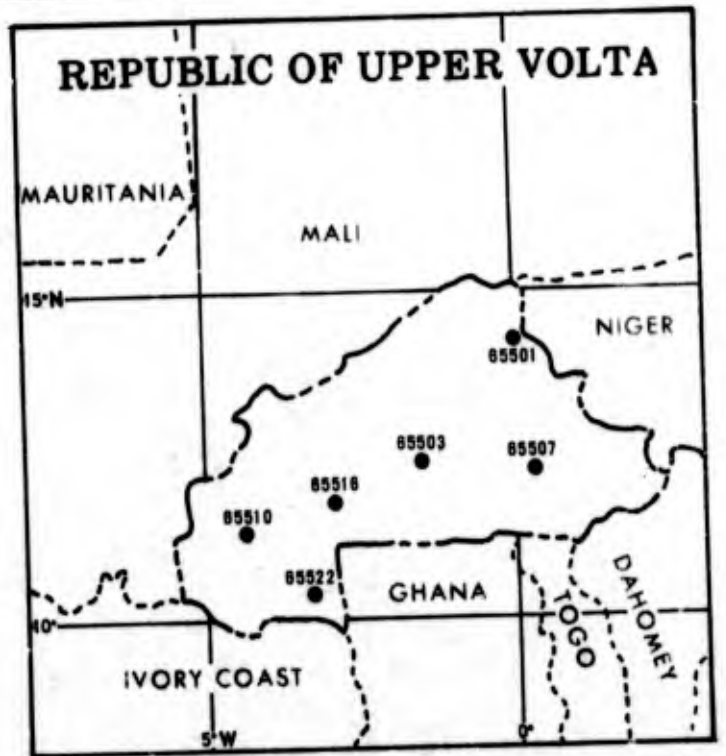 REPUBLIC OF UPPER VOLTA
MAURITANIA
MALI
15°N
NIGER
65501
65503
65507
65516
65510
65522
GHANA
TOGO
DAHOMEY
10°
IVORY COAST
5°W
0°